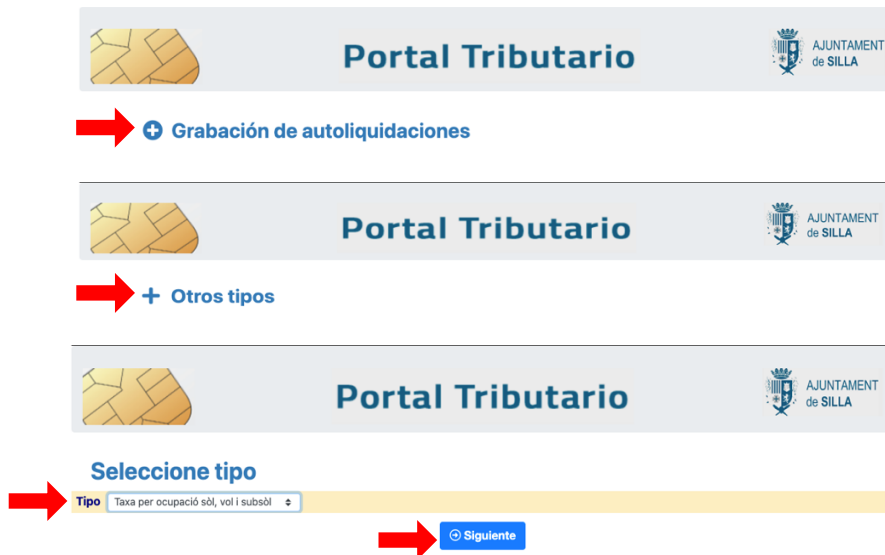 Portal Tributario
AJUNTAMENT
de SILLA
Grabación de autoliquidaciones
Portal Tributario
AJUNTAMENT
de SILLA
Otros tipos
Portal Tributario
AJUNTAMENT
de SILLA
Seleccione tipo
Tipo Taxa per ocupació sòl, vol i subsòl
Siguiente